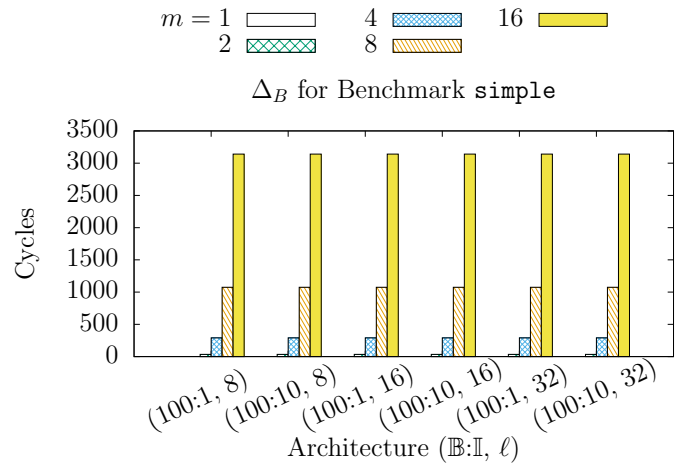 m = 1 4 16
2 8
Δ_B for Benchmark simple
3500
3000
2500
2000
1500
1000
500
0
Cycles
(100:1, 8) (100:10, 8) (100:1, 16) (100:10, 16) (100:1, 32) (100:10, 32)
Architecture (𝔹:𝕀, ℓ)